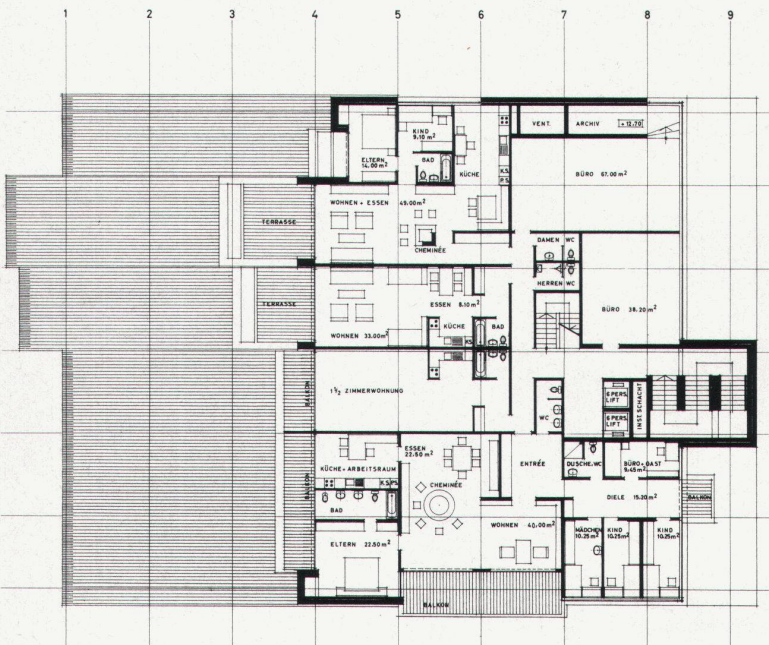 1 2 3 4 5 6 7 8 9
VENT. ARCHIV +12.70
KIND
9.10 m²
ELTERN
14.00 m²
BAD
KÜCHE
K.S.
P.S.
BÜRO 67.00 m²
WOHNEN + ESSEN 49.00 m²
TERRASSE
CHEMINÉE
DAMEN WC
HERREN WC
TERRASSE
ESSEN 8.10 m²
BÜRO 38.20 m²
WOHNEN 33.00 m²
KÜCHE
KS
BAD
BALKON
1½ ZIMMERWOHNUNG
WC
6 PERS.
LIFT
6 PERS.
LIFT
INST. SCHACHT
BALKON
ESSEN
22.50 m²
KÜCHE + ARBEITSRAUM
K.S. P.S.
CHEMINÉE
ENTRÉE
DUSCHE, WC
BÜRO + GAST
9.45 m²
BAD
DIELE 15.20 m²
BALKON
WOHNEN 40.00 m²
ELTERN 22.50 m²
MÄDCHEN
10.25 m²
KIND
10.25 m²
KIND
10.25 m²
BALKON